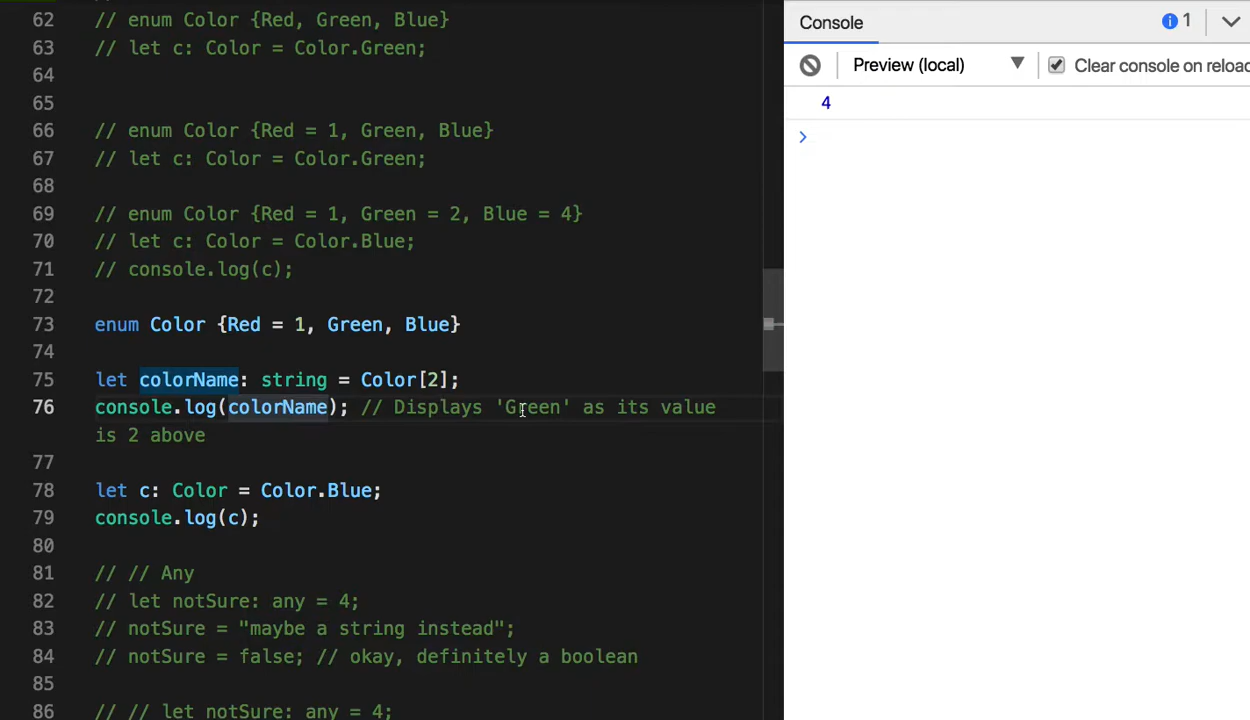 62 // enum Color {Red, Green, Blue}
63 // let c: Color = Color.Green;
64
65
66 // enum Color {Red = 1, Green, Blue}
67 // let c: Color = Color.Green;
68
69 // enum Color {Red = 1, Green = 2, Blue = 4}
70 // let c: Color = Color.Blue;
71 // console.log(c);
72
73 enum Color {Red = 1, Green, Blue}
74
75 let colorName: string = Color[2];
76 console.log(colorName); // Displays 'Green' as its value
is 2 above
77
78 let c: Color = Color.Blue;
79 console.log(c);
80
81 // // Any
82 // let notSure: any = 4;
83 // notSure = "maybe a string instead";
84 // notSure = false; // okay, definitely a boolean
85
86 // // let notSure: any = 4;
Console 1
Preview (local) Clear console on reload
4